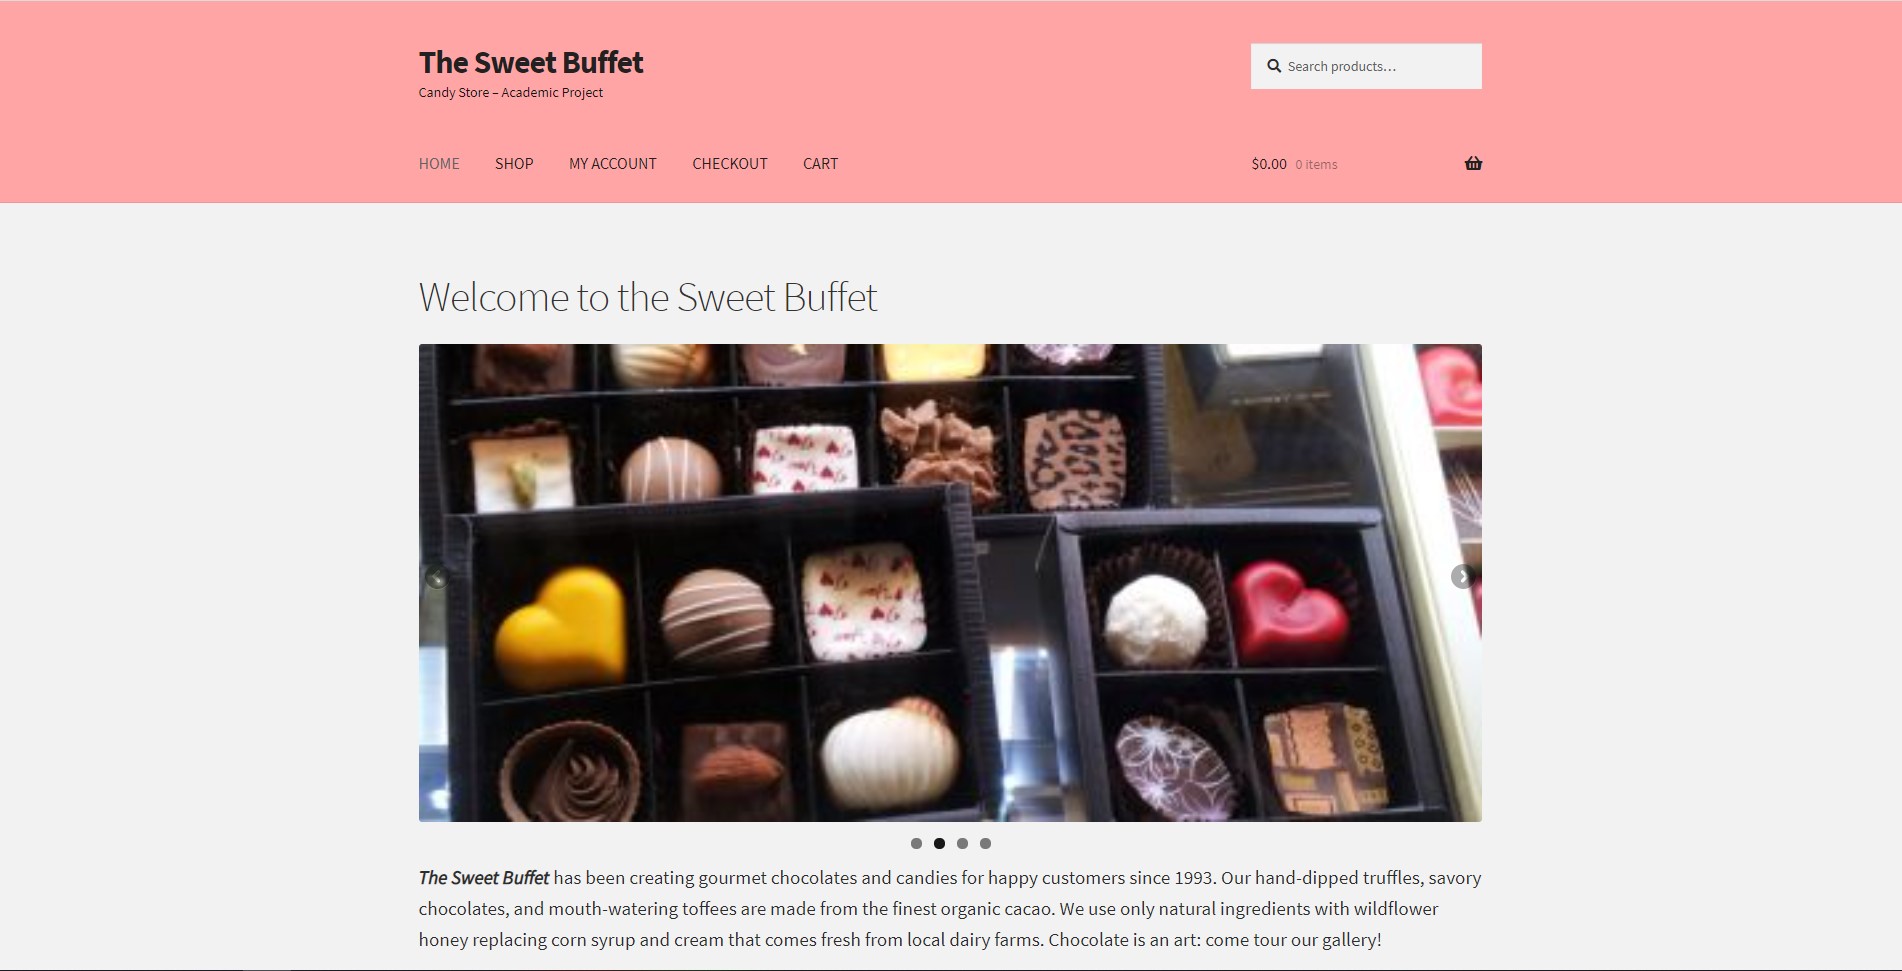 The Sweet Buffet
Candy Store – Academic Project
Search products…
HOME SHOP MY ACCOUNT CHECKOUT CART
$0.00 0 items
Welcome to the Sweet Buffet
The Sweet Buffet has been creating gourmet chocolates and candies for happy customers since 1993. Our hand-dipped truffles, savory
chocolates, and mouth-watering toffees are made from the finest organic cacao. We use only natural ingredients with wildflower
honey replacing corn syrup and cream that comes fresh from local dairy farms. Chocolate is an art: come tour our gallery!